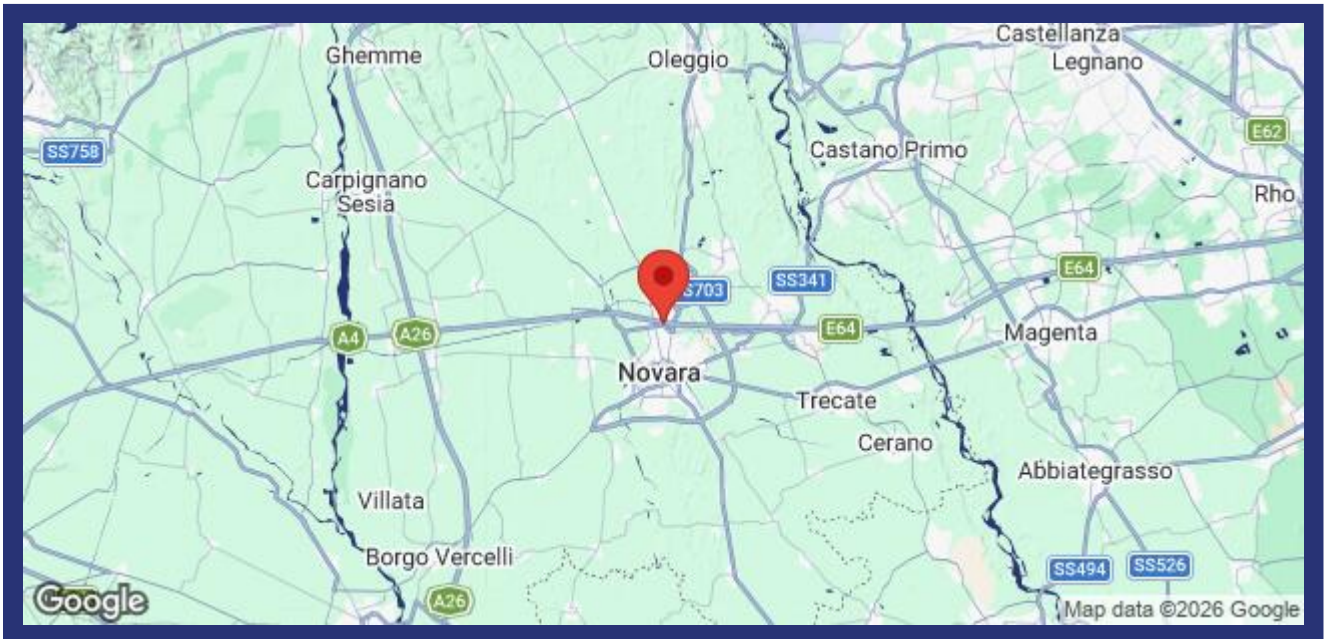 Castellanza
Ghemme
Oleggio
Legnano
E62
SS758
Castano Primo
Carpignano
Sesia
Rho
E64
SS341
S703
A4
A26
E64
Magenta
Novara
Trecate
Cerano
Abbiategrasso
Villata
Borgo Vercelli
SS494
SS526
A26
Google
Map data ©2026 Google